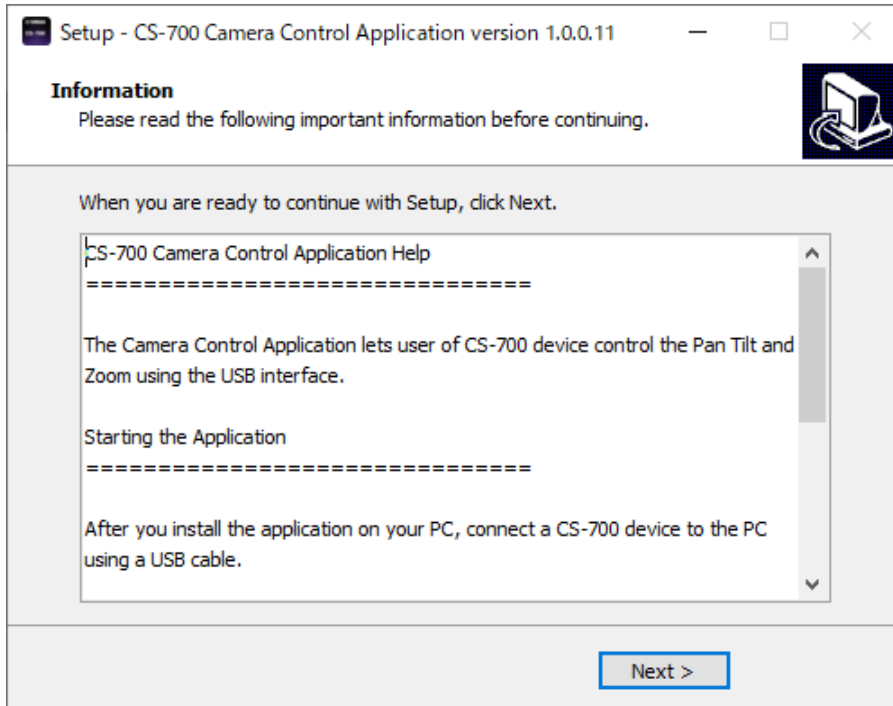 Setup - CS-700 Camera Control Application version 1.0.0.11
Information
Please read the following important information before continuing.
When you are ready to continue with Setup, click Next.
CS-700 Camera Control Application Help
===============================
The Camera Control Application lets user of CS-700 device control the Pan Tilt and
Zoom using the USB interface.
Starting the Application
===============================
After you install the application on your PC, connect a CS-700 device to the PC
using a USB cable.
Next >